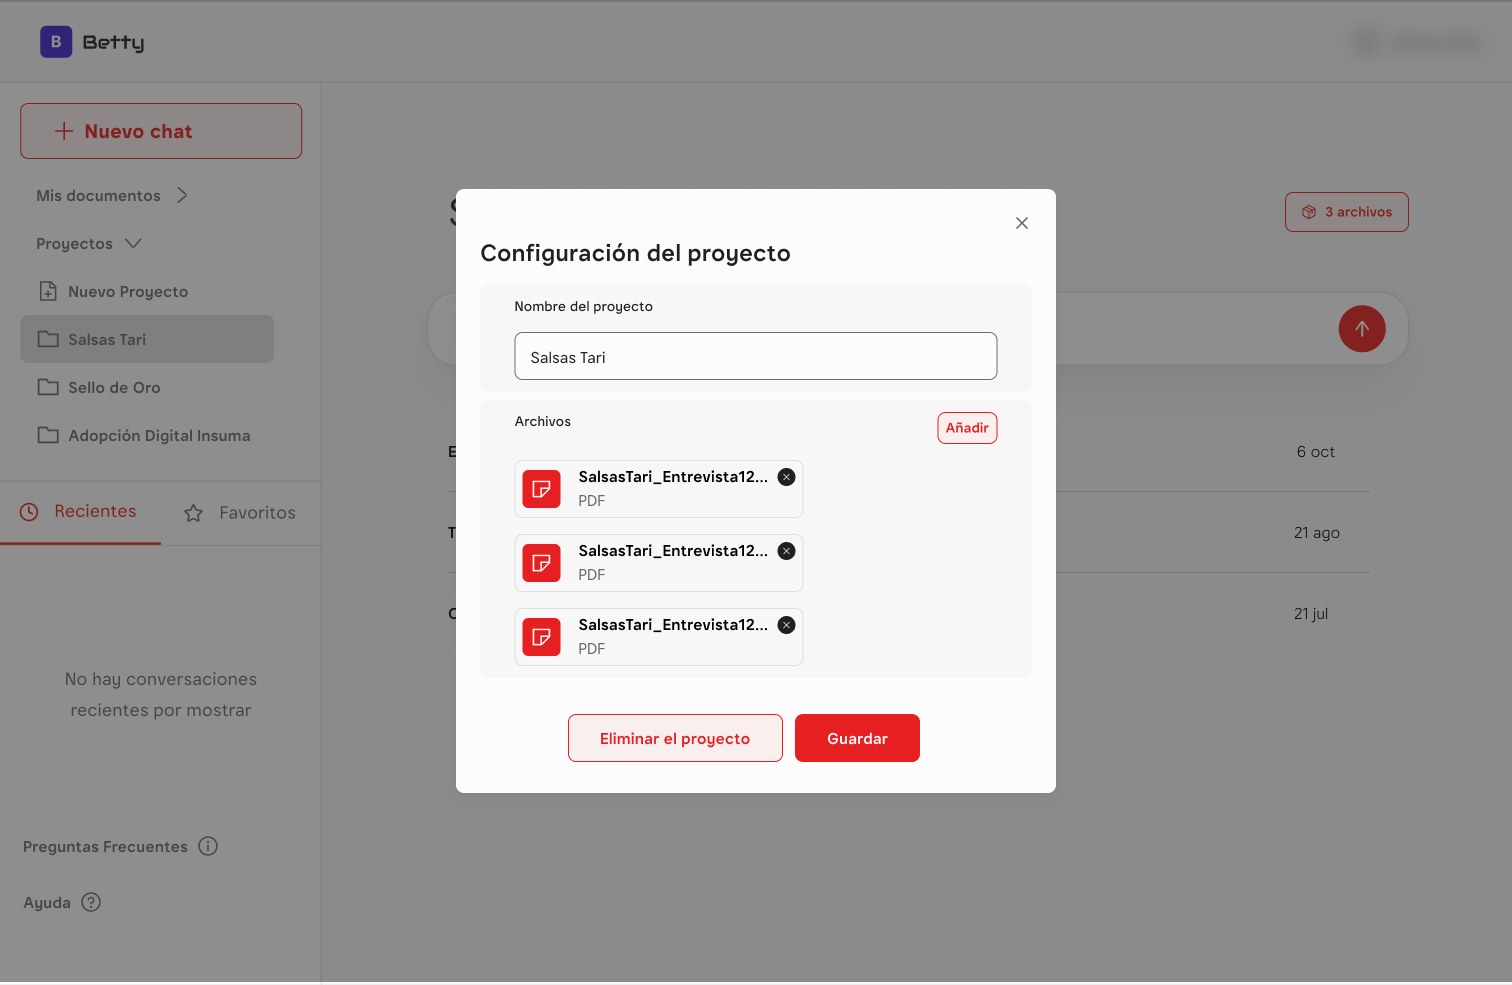 B Betty
Nuevo chat
Mis documentos
Proyectos
Nuevo Proyecto
Salsas Tari
Sello de Oro
Adopción Digital Insuma
Recientes
Favoritos
No hay conversaciones
recientes por mostrar
Preguntas Frecuentes
Ayuda
3 archivos
6 oct
21 ago
21 jul
Configuración del proyecto
Nombre del proyecto
Salsas Tari
Archivos
Añadir
SalsasTari_Entrevista12...
PDF
SalsasTari_Entrevista12...
PDF
SalsasTari_Entrevista12...
PDF
Eliminar el proyecto
Guardar